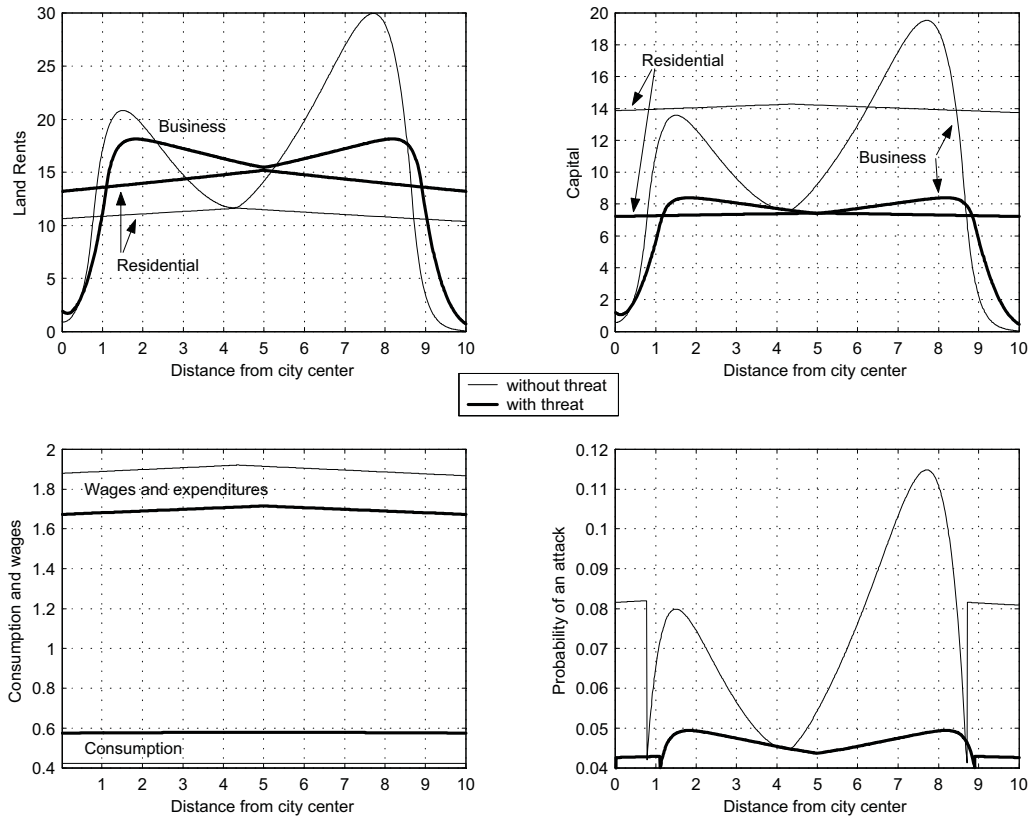 30
25
20
15
10
5
0
Land Rents
Business
Residential
0 1 2 3 4 5 6 7 8 9 10
Distance from city center
20
18
16
14
12
10
8
6
4
2
0
Capital
Residential
Business
0 1 2 3 4 5 6 7 8 9 10
Distance from city center
without threat
with threat
2
1.8
1.6
1.4
1.2
1
0.8
0.6
0.4
Consumption and wages
Wages and expenditures
Consumption
0 1 2 3 4 5 6 7 8 9 10
Distance from city center
0.12
0.11
0.1
0.09
0.08
0.07
0.06
0.05
0.04
Probability of an attack
0 1 2 3 4 5 6 7 8 9 10
Distance from city center